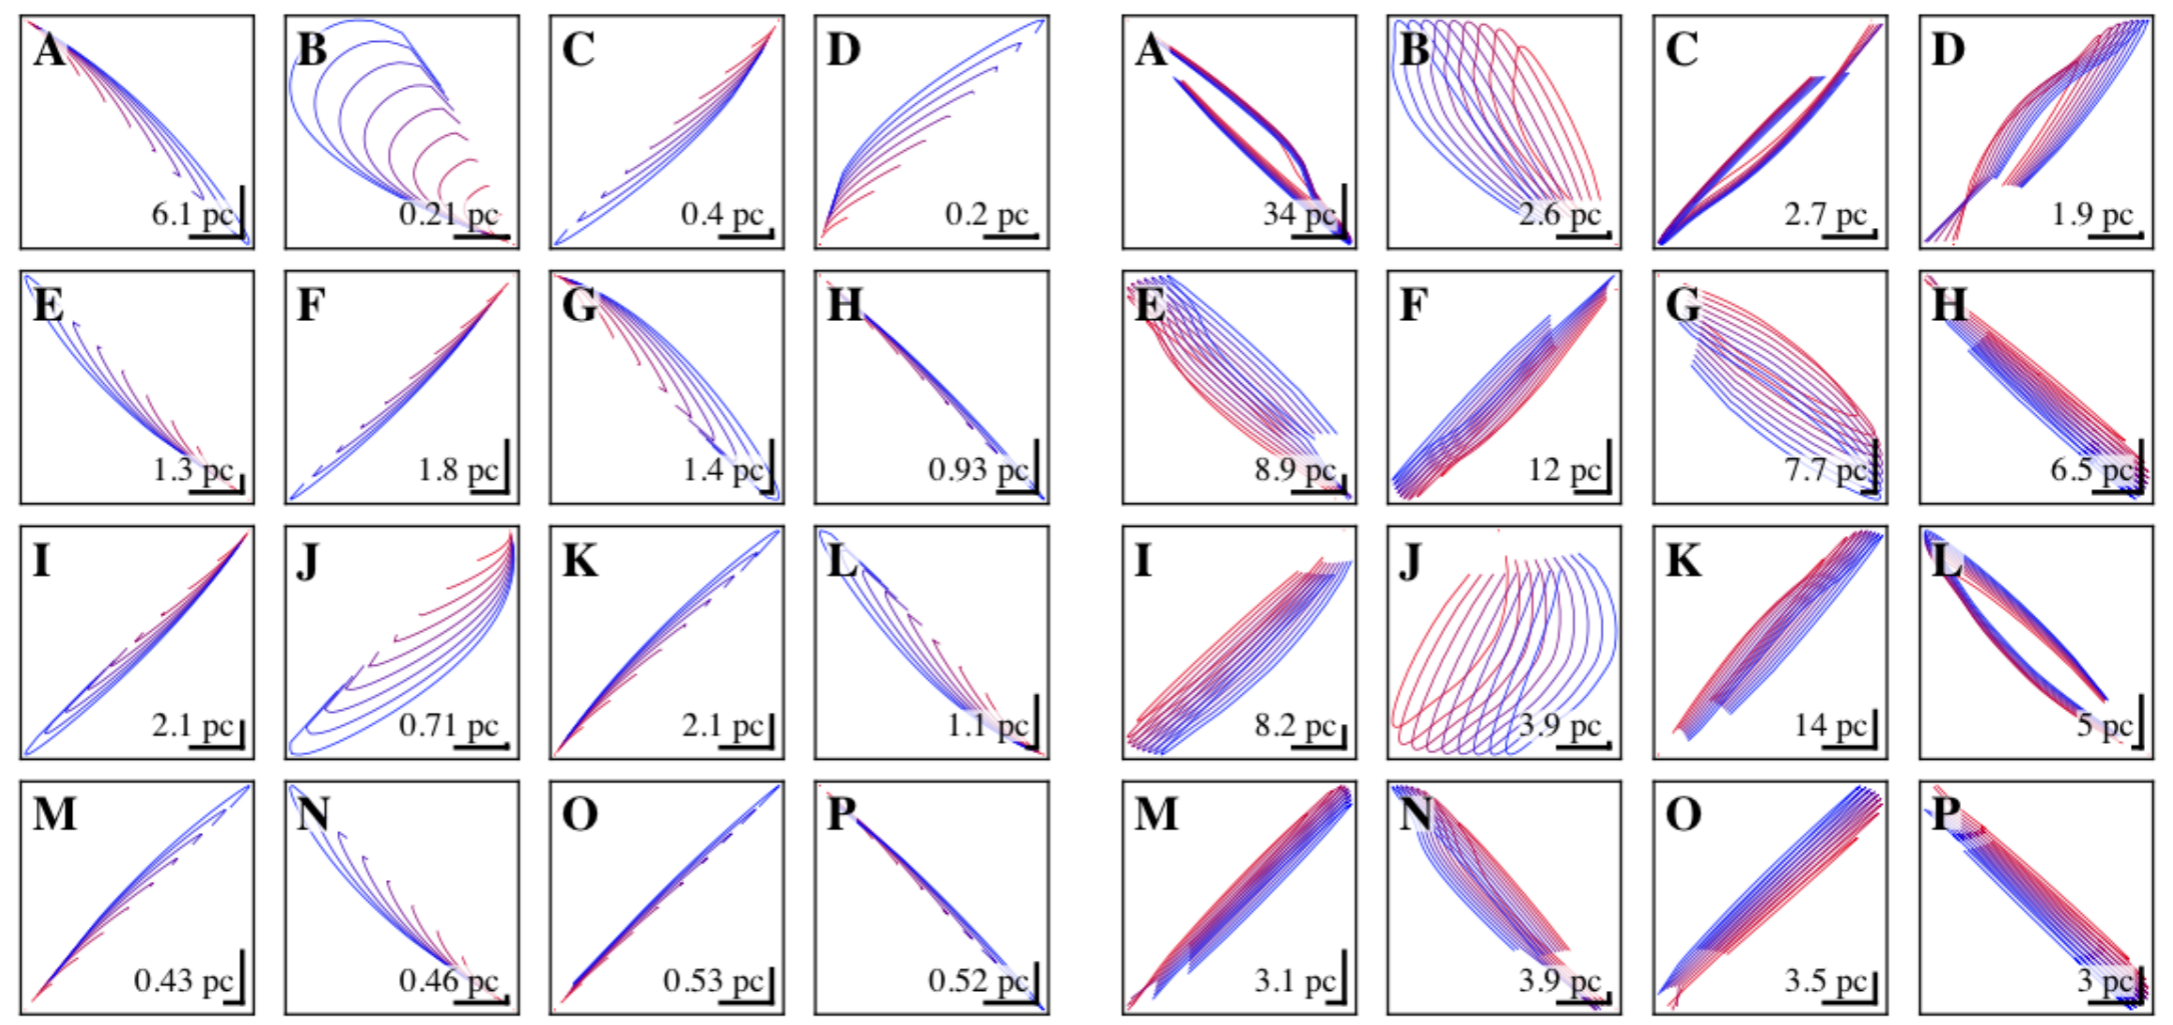 A B C D A B C D
6.1 pc 0.21 pc 0.4 pc 0.2 pc 34 pc 2.6 pc 2.7 pc 1.9 pc
E F G H E F G H
1.3 pc 1.8 pc 1.4 pc 0.93 pc 8.9 pc 12 pc 7.7 pc 6.5 pc
I J K L I J K L
2.1 pc 0.71 pc 2.1 pc 1.1 pc 8.2 pc 3.9 pc 14 pc 5 pc
M N O P M N O P
0.43 pc 0.46 pc 0.53 pc 0.52 pc 3.1 pc 3.9 pc 3.5 pc 3 pc